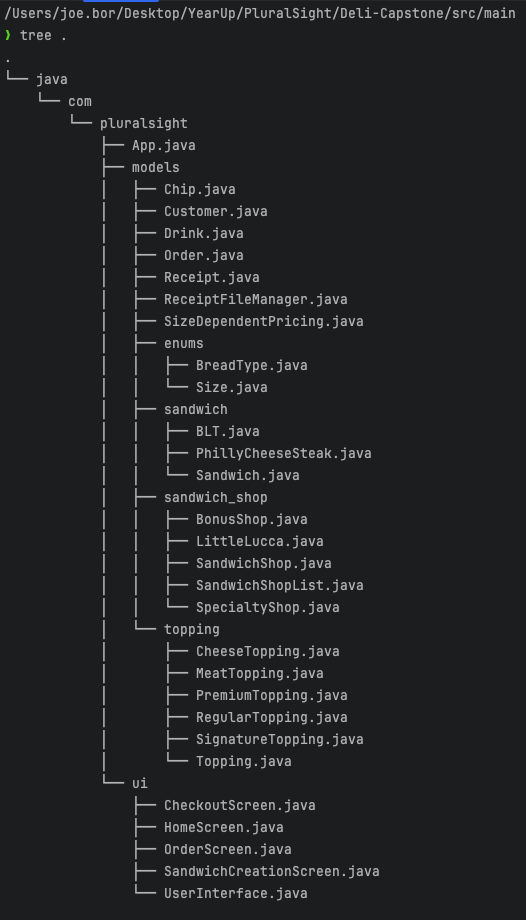 /Users/joe.bor/Desktop/YearUp/PluralSight/Deli-Capstone/src/main
❯ tree .
.
└── java
    └── com
        └── pluralsight
            ├── App.java
            ├── models
            │   ├── Chip.java
            │   ├── Customer.java
            │   ├── Drink.java
            │   ├── Order.java
            │   ├── Receipt.java
            │   ├── ReceiptFileManager.java
            │   ├── SizeDependentPricing.java
            │   ├── enums
            │   │   ├── BreadType.java
            │   │   └── Size.java
            │   ├── sandwich
            │   │   ├── BLT.java
            │   │   ├── PhillyCheeseSteak.java
            │   │   └── Sandwich.java
            │   ├── sandwich_shop
            │   │   ├── BonusShop.java
            │   │   ├── LittleLucca.java
            │   │   ├── SandwichShop.java
            │   │   ├── SandwichShopList.java
            │   │   └── SpecialtyShop.java
            │   └── topping
            │       ├── CheeseTopping.java
            │       ├── MeatTopping.java
            │       ├── PremiumTopping.java
            │       ├── RegularTopping.java
            │       ├── SignatureTopping.java
            │       └── Topping.java
            └── ui
                ├── CheckoutScreen.java
                ├── HomeScreen.java
                ├── OrderScreen.java
                ├── SandwichCreationScreen.java
                └── UserInterface.java